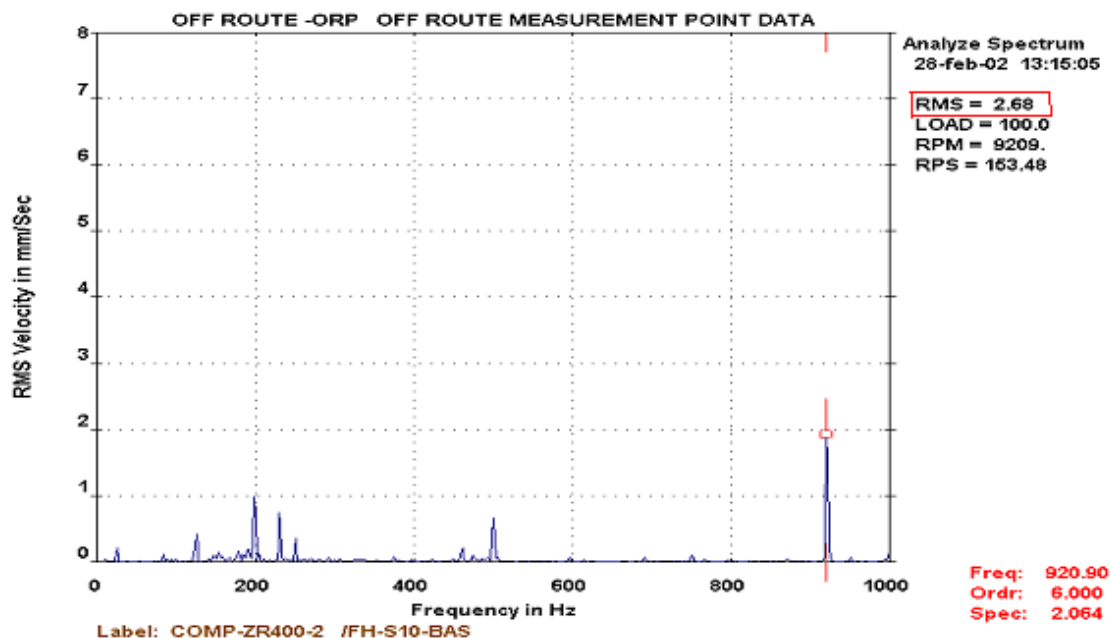 OFF ROUTE -ORP OFF ROUTE MEASUREMENT POINT DATA
Analyze Spectrum
28-feb-02 13:15:05
RMS = 2.68
LOAD = 100.0
RPM = 9209.
RPS = 153.48
RMS Velocity in mm/Sec
8
7
6
5
4
3
2
1
0
0 200 400 600 800 1000
Frequency in Hz
Freq: 920.90
Ordr: 6.000
Spec: 2.064
Label: COMP-ZR400-2 /FH-S10-BAS